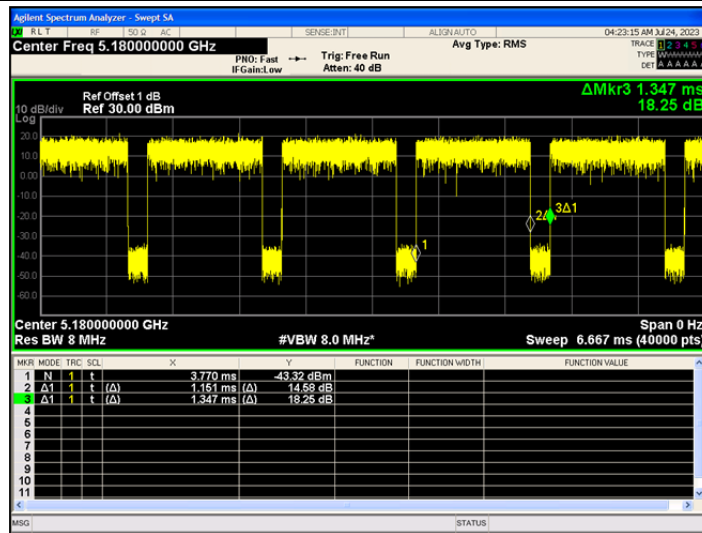 Agilent Spectrum Analyzer - Swept SA
RL T RF 50 Ω AC SENSE:INT ALIGN AUTO 04:23:15 AM Jul 24, 2023
Center Freq 5.180000000 GHz Avg Type: RMS TRACE 1 2 3 4 5
PNO: Fast Trig: Free Run TYPE
IFGain:Low Atten: 40 dB DET A A A A A
ΔMkr3 1.347 ms
Ref Offset 1 dB
10 dB/div Ref 30.00 dBm 18.25 dB
Log
20.0
10.0
0.00
-10.0
-20.0
2Δ 3Δ1
-30.0
1
-40.0
-50.0
-60.0
Center 5.180000000 GHz Span 0 Hz
Res BW 8 MHz #VBW 8.0 MHz* Sweep 6.667 ms (40000 pts)
MKR MODE TRC SCL X Y FUNCTION FUNCTION WIDTH FUNCTION VALUE
1 N 1 t 3.770 ms -43.32 dBm
2 Δ1 1 t (Δ) 1.151 ms (Δ) 14.58 dB
3 Δ1 1 t (Δ) 1.347 ms (Δ) 18.25 dB
4
5
6
7
8
9
10
11
MSG STATUS